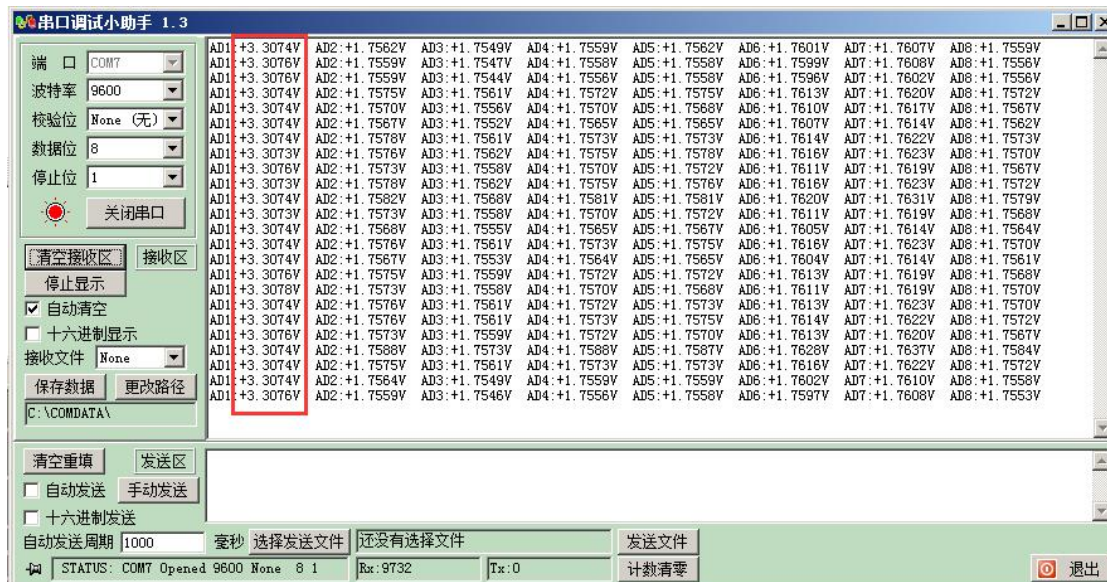 串口调试小助手 1.3
端 口 COM7
波特率 9600
校验位 None (无)
数据位 8
停止位 1
关闭串口
清空接收区 接收区
停止显示
自动清空
十六进制显示
接收文件 None
保存数据 更改路径
C:\COMDATA\
AD1:+3.3074V AD2:+1.7562V AD3:+1.7549V AD4:+1.7559V AD5:+1.7562V AD6:+1.7601V AD7:+1.7607V AD8:+1.7559V
AD1:+3.3076V AD2:+1.7559V AD3:+1.7547V AD4:+1.7558V AD5:+1.7558V AD6:+1.7599V AD7:+1.7608V AD8:+1.7556V
AD1:+3.3076V AD2:+1.7559V AD3:+1.7544V AD4:+1.7556V AD5:+1.7558V AD6:+1.7596V AD7:+1.7602V AD8:+1.7556V
AD1:+3.3074V AD2:+1.7575V AD3:+1.7561V AD4:+1.7572V AD5:+1.7575V AD6:+1.7613V AD7:+1.7620V AD8:+1.7572V
AD1:+3.3074V AD2:+1.7570V AD3:+1.7556V AD4:+1.7570V AD5:+1.7568V AD6:+1.7610V AD7:+1.7617V AD8:+1.7567V
AD1:+3.3074V AD2:+1.7567V AD3:+1.7552V AD4:+1.7565V AD5:+1.7565V AD6:+1.7607V AD7:+1.7614V AD8:+1.7562V
AD1:+3.3074V AD2:+1.7578V AD3:+1.7561V AD4:+1.7573V AD5:+1.7573V AD6:+1.7614V AD7:+1.7622V AD8:+1.7573V
AD1:+3.3073V AD2:+1.7576V AD3:+1.7562V AD4:+1.7575V AD5:+1.7578V AD6:+1.7616V AD7:+1.7623V AD8:+1.7570V
AD1:+3.3076V AD2:+1.7573V AD3:+1.7558V AD4:+1.7570V AD5:+1.7572V AD6:+1.7611V AD7:+1.7619V AD8:+1.7567V
AD1:+3.3073V AD2:+1.7578V AD3:+1.7562V AD4:+1.7575V AD5:+1.7576V AD6:+1.7616V AD7:+1.7623V AD8:+1.7572V
AD1:+3.3074V AD2:+1.7582V AD3:+1.7568V AD4:+1.7581V AD5:+1.7581V AD6:+1.7620V AD7:+1.7631V AD8:+1.7579V
AD1:+3.3073V AD2:+1.7573V AD3:+1.7558V AD4:+1.7570V AD5:+1.7572V AD6:+1.7611V AD7:+1.7619V AD8:+1.7568V
AD1:+3.3074V AD2:+1.7568V AD3:+1.7555V AD4:+1.7565V AD5:+1.7567V AD6:+1.7605V AD7:+1.7614V AD8:+1.7564V
AD1:+3.3074V AD2:+1.7576V AD3:+1.7561V AD4:+1.7573V AD5:+1.7575V AD6:+1.7616V AD7:+1.7623V AD8:+1.7570V
AD1:+3.3074V AD2:+1.7567V AD3:+1.7553V AD4:+1.7564V AD5:+1.7565V AD6:+1.7604V AD7:+1.7614V AD8:+1.7561V
AD1:+3.3076V AD2:+1.7575V AD3:+1.7559V AD4:+1.7572V AD5:+1.7572V AD6:+1.7613V AD7:+1.7619V AD8:+1.7568V
AD1:+3.3078V AD2:+1.7573V AD3:+1.7558V AD4:+1.7570V AD5:+1.7568V AD6:+1.7611V AD7:+1.7619V AD8:+1.7570V
AD1:+3.3074V AD2:+1.7576V AD3:+1.7561V AD4:+1.7572V AD5:+1.7573V AD6:+1.7613V AD7:+1.7623V AD8:+1.7570V
AD1:+3.3074V AD2:+1.7576V AD3:+1.7561V AD4:+1.7573V AD5:+1.7575V AD6:+1.7614V AD7:+1.7622V AD8:+1.7572V
AD1:+3.3076V AD2:+1.7573V AD3:+1.7559V AD4:+1.7572V AD5:+1.7570V AD6:+1.7613V AD7:+1.7620V AD8:+1.7567V
AD1:+3.3074V AD2:+1.7588V AD3:+1.7573V AD4:+1.7588V AD5:+1.7587V AD6:+1.7628V AD7:+1.7637V AD8:+1.7584V
AD1:+3.3074V AD2:+1.7575V AD3:+1.7561V AD4:+1.7573V AD5:+1.7573V AD6:+1.7616V AD7:+1.7622V AD8:+1.7572V
AD1:+3.3074V AD2:+1.7564V AD3:+1.7549V AD4:+1.7559V AD5:+1.7559V AD6:+1.7602V AD7:+1.7610V AD8:+1.7558V
AD1:+3.3076V AD2:+1.7559V AD3:+1.7546V AD4:+1.7556V AD5:+1.7558V AD6:+1.7597V AD7:+1.7608V AD8:+1.7553V
清空重填 发送区
自动发送 手动发送
十六进制发送
自动发送周期 1000 毫秒 选择发送文件 还没有选择文件 发送文件
STATUS: COM7 Opened 9600 None 8 1 Rx:9732 Tx:0 计数清零 退出